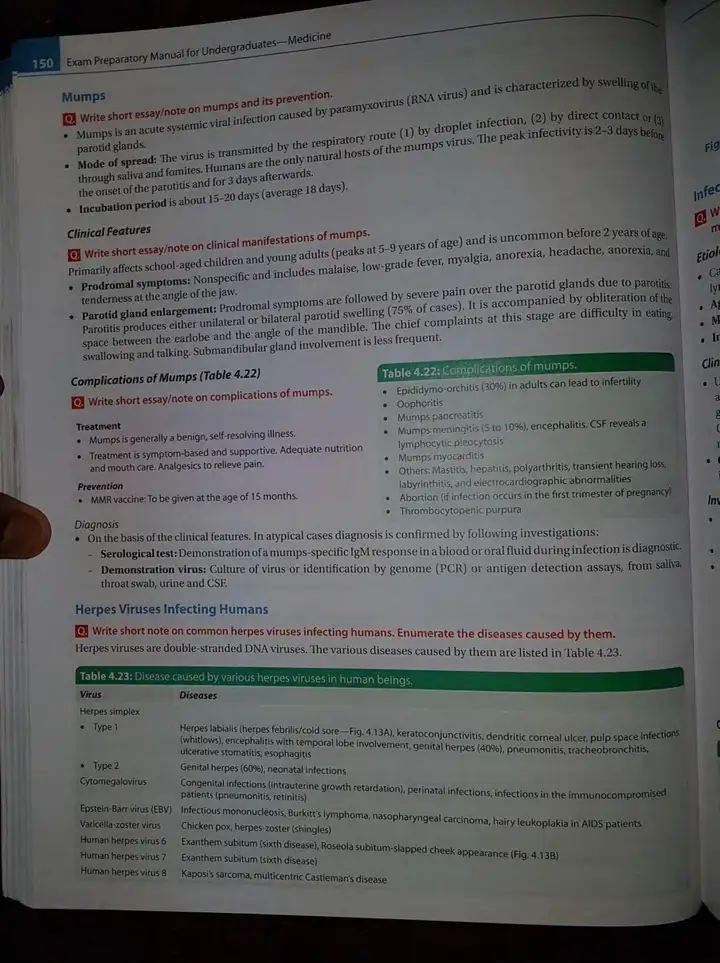 150 Exam Preparatory Manual for Undergraduates—Medicine
Mumps
Q. Write short essay/note on mumps and its prevention.
• Mumps is an acute systemic viral infection caused by paramyxovirus (RNA virus) and is characterized by swelling of the
parotid glands.
• Mode of spread: The virus is transmitted by the respiratory route (1) by droplet infection, (2) by direct contact or (3)
through saliva and fomites. Humans are the only natural hosts of the mumps virus. The peak infectivity is 2–3 days before
the onset of the parotitis and for 3 days afterwards.
• Incubation period is about 15–20 days (average 18 days).
Clinical Features
Q. Write short essay/note on clinical manifestations of mumps.
Primarily affects school-aged children and young adults (peaks at 5–9 years of age) and is uncommon before 2 years of age.
• Prodromal symptoms: Nonspecific and includes malaise, low-grade fever, myalgia, anorexia, headache, anorexia, and
tenderness at the angle of the jaw.
• Parotid gland enlargement: Prodromal symptoms are followed by severe pain over the parotid glands due to parotitis.
Parotitis produces either unilateral or bilateral parotid swelling (75% of cases). It is accompanied by obliteration of the
space between the earlobe and the angle of the mandible. The chief complaints at this stage are difficulty in eating,
swallowing and talking. Submandibular gland involvement is less frequent.
Complications of Mumps (Table 4.22)
Q. Write short essay/note on complications of mumps.
Treatment
• Mumps is generally a benign, self-resolving illness.
• Treatment is symptom-based and supportive. Adequate nutrition
and mouth care. Analgesics to relieve pain.
Prevention
• MMR vaccine: To be given at the age of 15 months.
Table 4.22: Complications of mumps.
• Epididymo-orchitis (30%) in adults can lead to infertility
• Oophoritis
• Mumps pancreatitis
• Mumps meningitis (5 to 10%), encephalitis. CSF reveals a
lymphocytic pleocytosis
• Mumps myocarditis
• Others: Mastitis, hepatitis, polyarthritis, transient hearing loss,
labyrinthitis, and electrocardiographic abnormalities
• Abortion (if infection occurs in the first trimester of pregnancy)
• Thrombocytopenic purpura
Diagnosis
• On the basis of the clinical features. In atypical cases diagnosis is confirmed by following investigations:
– Serological test: Demonstration of a mumps-specific IgM response in a blood or oral fluid during infection is diagnostic.
– Demonstration virus: Culture of virus or identification by genome (PCR) or antigen detection assays, from saliva,
throat swab, urine and CSF.
Herpes Viruses Infecting Humans
Q. Write short note on common herpes viruses infecting humans. Enumerate the diseases caused by them.
Herpes viruses are double-stranded DNA viruses. The various diseases caused by them are listed in Table 4.23.
Table 4.23: Disease caused by various herpes viruses in human beings.
Virus Diseases
Herpes simplex
• Type 1 Herpes labialis (herpes febrilis/cold sore—Fig. 4.13A), keratoconjunctivitis, dendritic corneal ulcer, pulp space infections
(whitlows), encephalitis with temporal lobe involvement, genital herpes (40%), pneumonitis, tracheobronchitis,
ulcerative stomatitis, esophagitis
• Type 2 Genital herpes (60%), neonatal infections
Cytomegalovirus Congenital infections (intrauterine growth retardation), perinatal infections, infections in the immunocompromised
patients (pneumonitis, retinitis)
Epstein-Barr virus (EBV) Infectious mononucleosis, Burkitt's lymphoma, nasopharyngeal carcinoma, hairy leukoplakia in AIDS patients
Varicella-zoster virus Chicken pox, herpes-zoster (shingles)
Human herpes virus 6 Exanthem subitum (sixth disease), Roseola subitum-slapped cheek appearance (Fig. 4.13B)
Human herpes virus 7 Exanthem subitum (sixth disease)
Human herpes virus 8 Kaposi's sarcoma, multicentric Castleman's disease
Fig
Infec
Q. W
Etiol
Clin
Inv